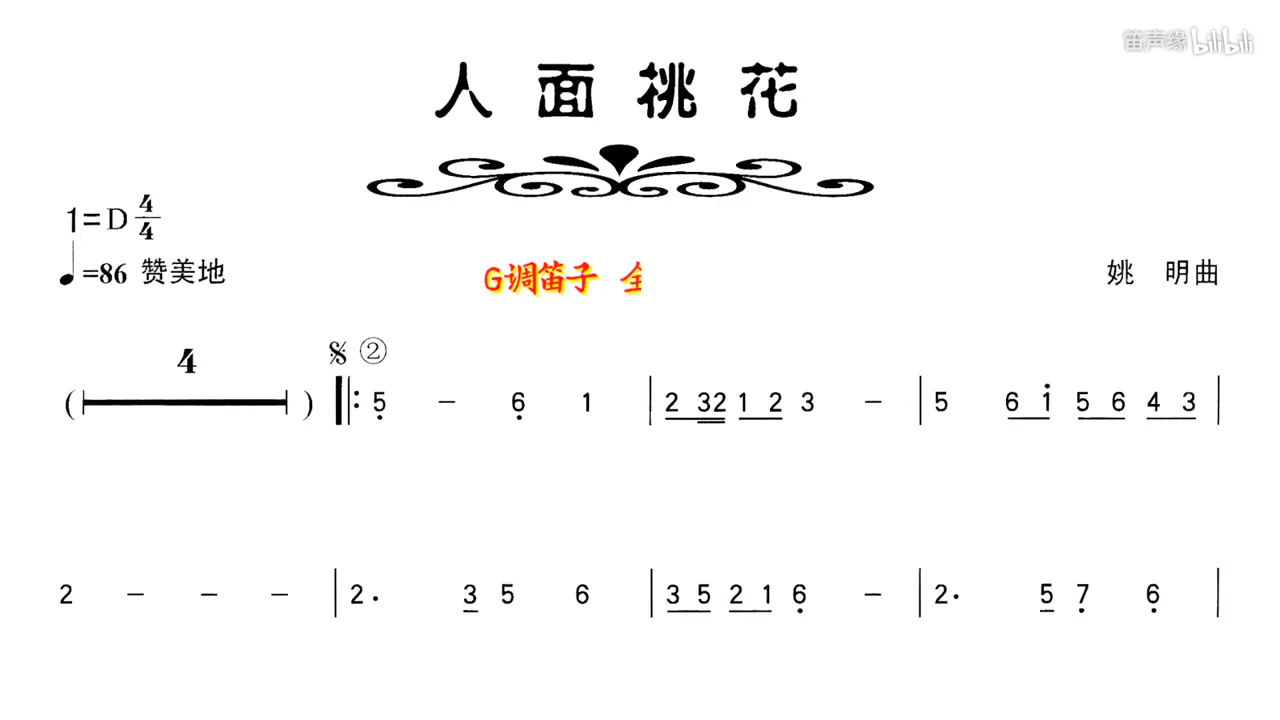 笛声缘 bilibili
人面桃花
1=D 4/4
♩=86 赞美地
G调笛子
姚 明曲
4
( ) 𝄋 ② ‖: 5̣ － 6̣ 1 | 2 32 1 2 3 － | 5 6 1̇ 5 6 4 3 |
2 － － － | 2. 3 5 6 | 3 5 2 1 6̣ － | 2. 5 7̣ 6̣ |